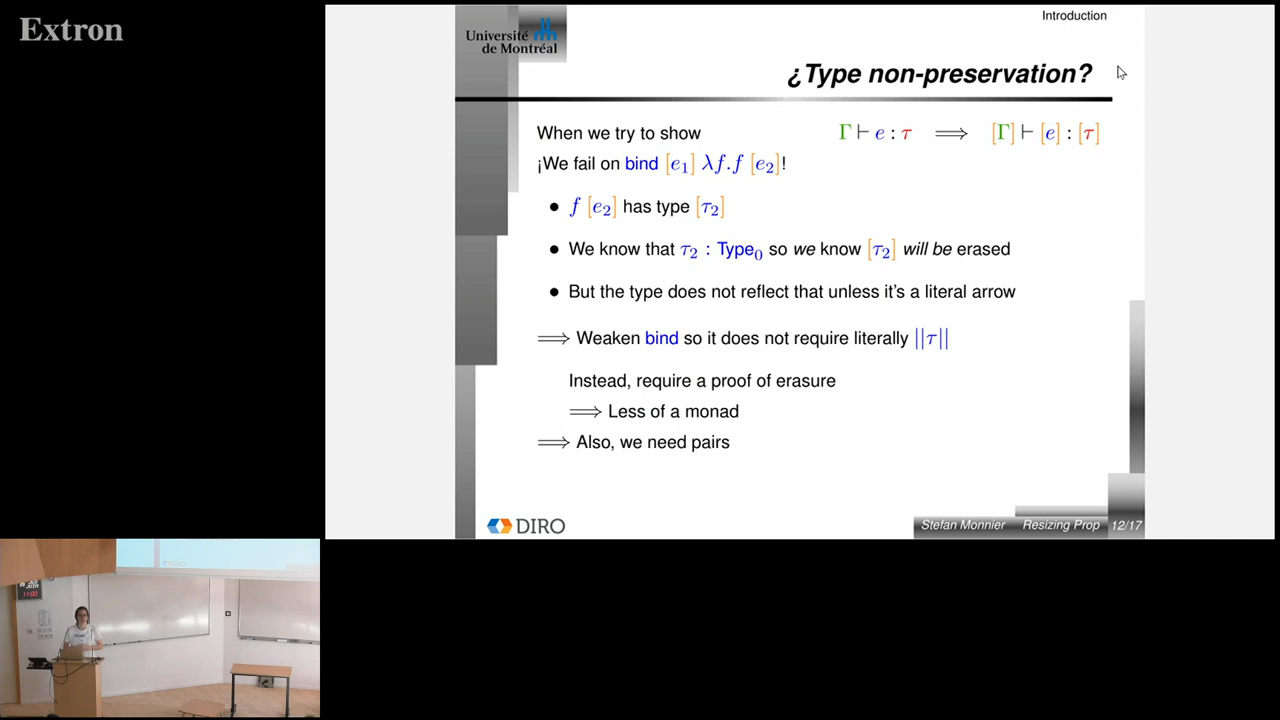 Extron
Introduction
Université
de Montréal
¿Type non-preservation?
When we try to show Γ ⊢ e : τ ⟹ [Γ] ⊢ [e] : [τ]
¡We fail on bind [e₁] λf.f [e₂]!
• f [e₂] has type [τ₂]
• We know that τ₂ : Type₀ so we know [τ₂] will be erased
• But the type does not reflect that unless it's a literal arrow
⟹ Weaken bind so it does not require literally ||τ||
Instead, require a proof of erasure
⟹ Less of a monad
⟹ Also, we need pairs
DIRO
Stefan Monnier Resizing Prop 12/17